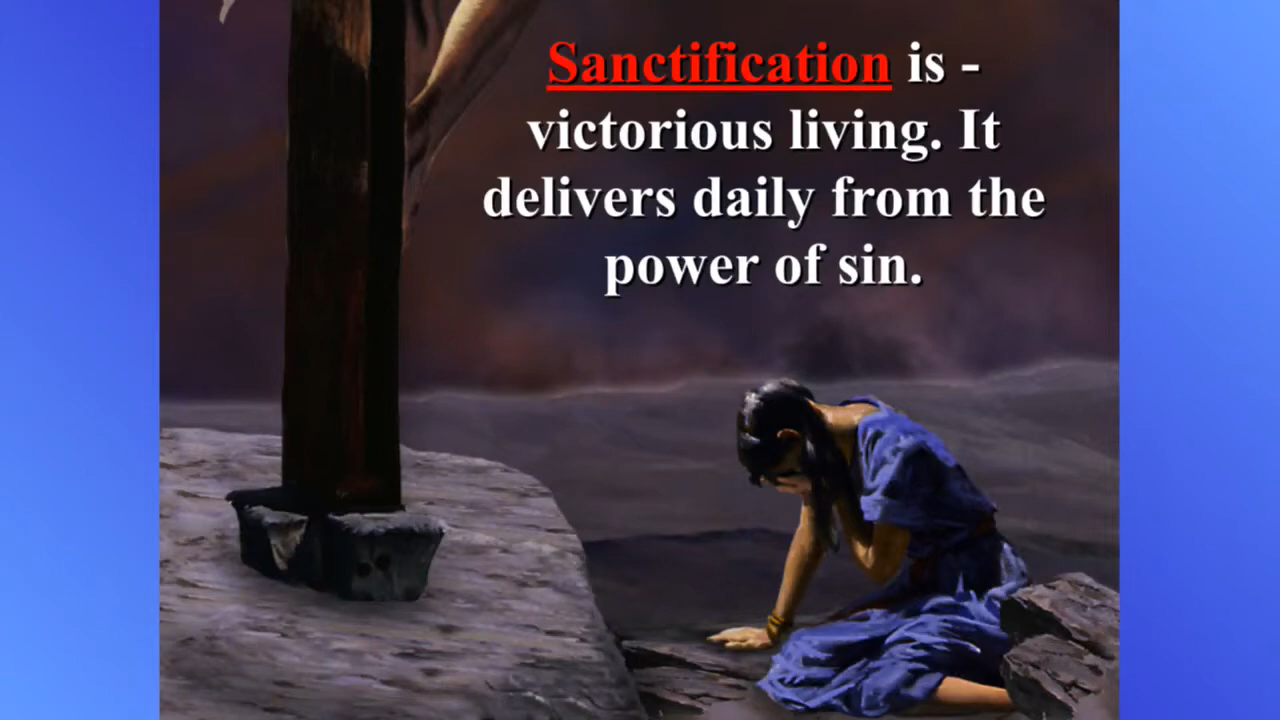 Sanctification is -
victorious living. It
delivers daily from the
power of sin.